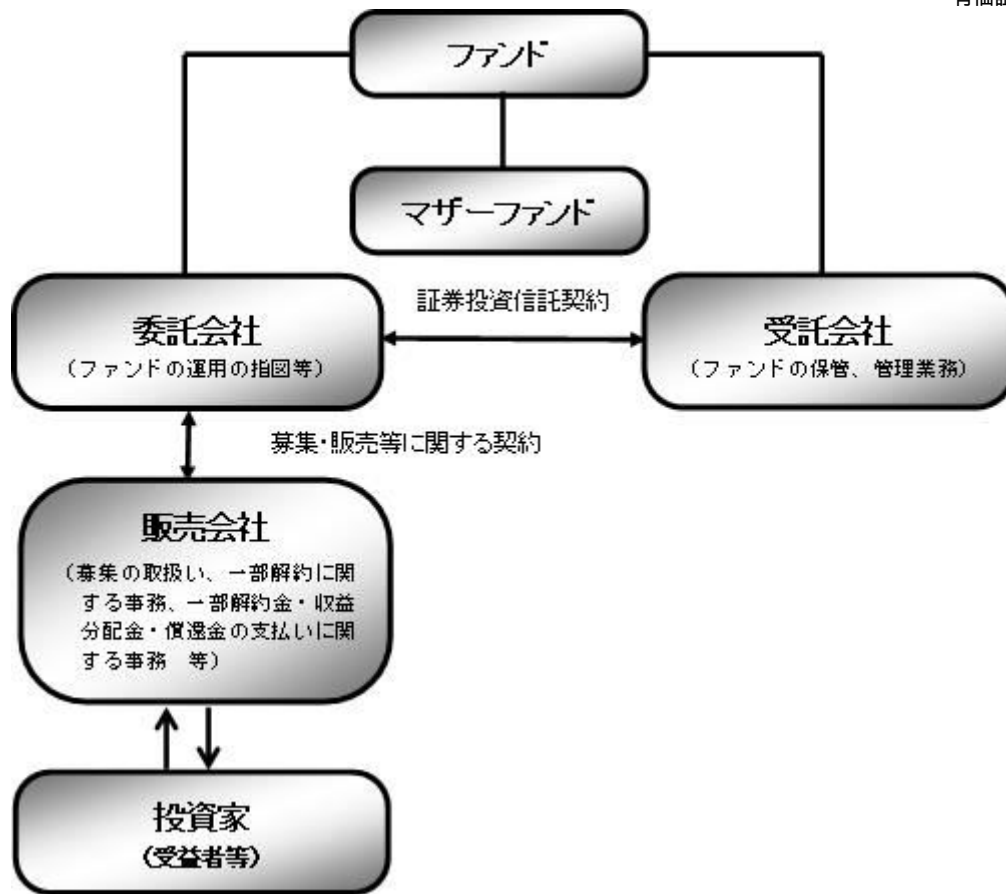 ファンド
マザーファンド
証券投資信託契約
委託会社
（ファンドの運用の指図等）
受託会社
（ファンドの保管、管理業務）
募集・販売等に関する契約
販売会社
（募集の取扱い、一部解約に関
する事務、一部解約金・収益
分配金・償還金の支払いに関
する事務　等）
投資家
（受益者等）